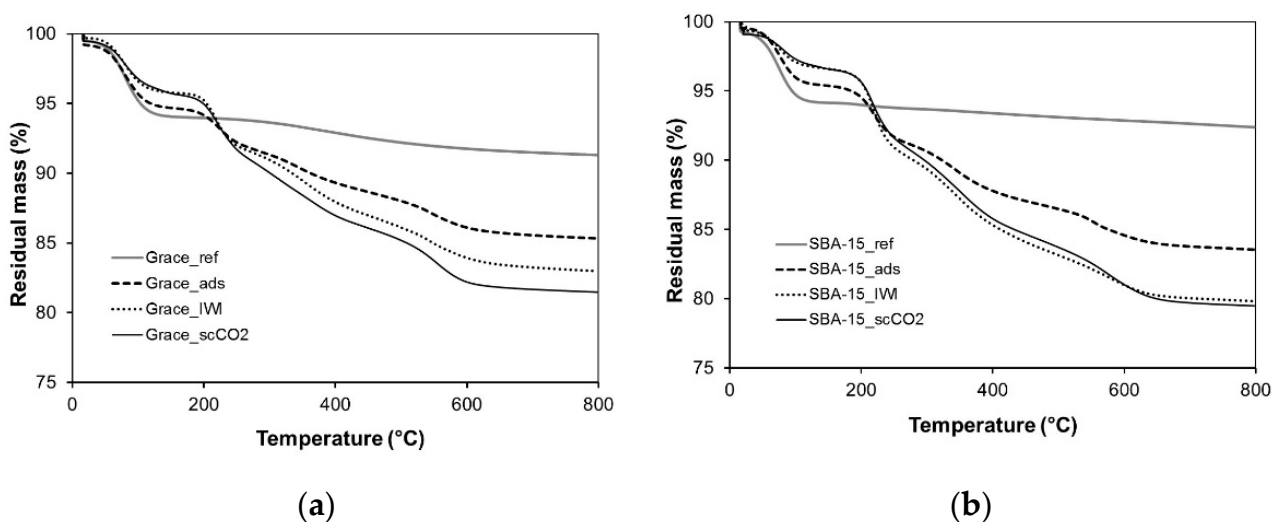 100
95
90
85
80
75
0
200
400
600
800
Residual mass (%)
Temperature (°C)
Grace_ref
Grace_ads
Grace_IWI
Grace_scCO2
(a)
100
95
90
85
80
75
0
200
400
600
800
Residual mass (%)
Temperature (°C)
SBA-15_ref
SBA-15_ads
SBA-15_IWI
SBA-15_scCO2
(b)